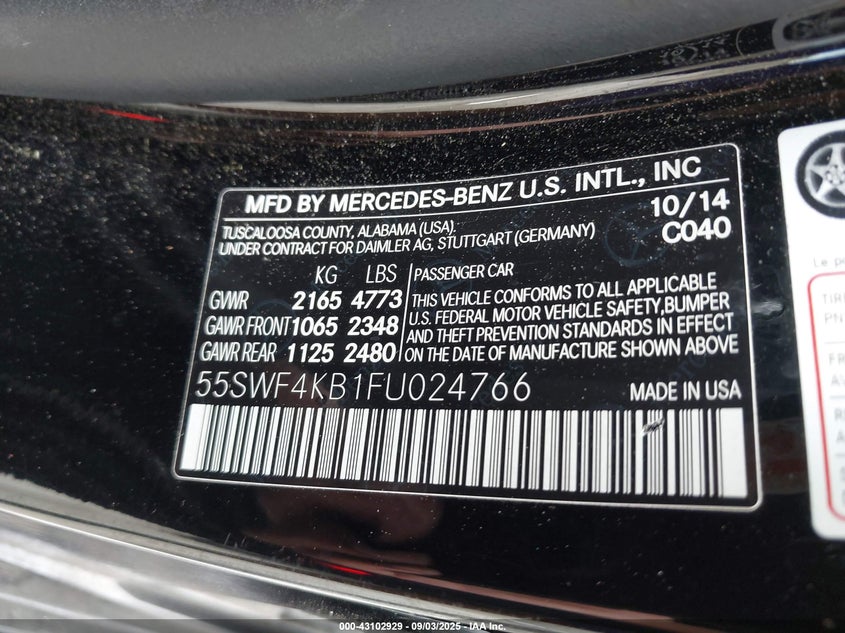 MFD BY MERCEDES-BENZ U.S. INTL., INC
TUSCALOOSA COUNTY, ALABAMA (USA).
UNDER CONTRACT FOR DAIMLER AG, STUTTGART (GERMANY)
10/14
C040
KG LBS
GVWR 2165 4773
GAWR FRONT 1065 2348
GAWR REAR 1125 2480
PASSENGER CAR
THIS VEHICLE CONFORMS TO ALL APPLICABLE
U.S. FEDERAL MOTOR VEHICLE SAFETY, BUMPER
AND THEFT PREVENTION STANDARDS IN EFFECT
ON THE DATE OF MANUFACTURE SHOWN ABOVE
55SWF4KB1FU024766
MADE IN USA
Le
TIRE
PN
000-43102929 - 09/03/2025 - IAA Inc.